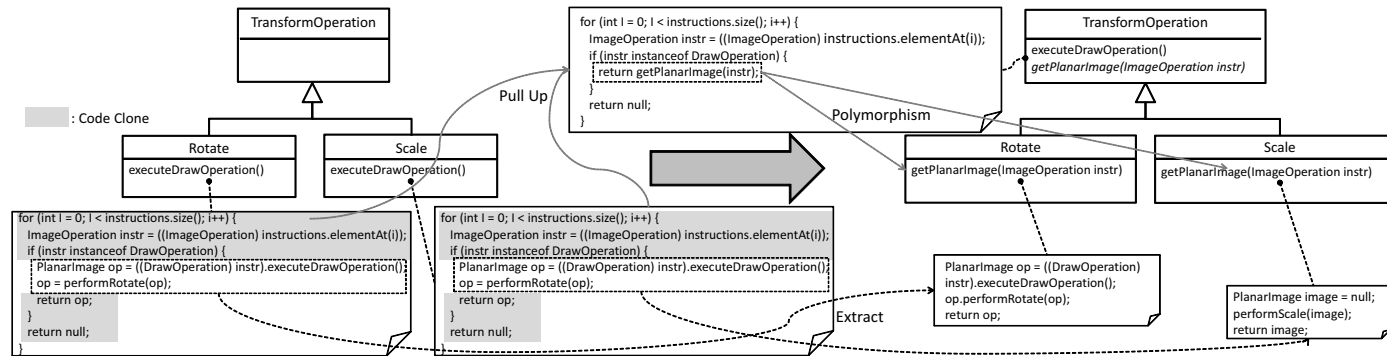 TransformOperation
: Code Clone
Rotate
executeDrawOperation()
Scale
executeDrawOperation()
for (int l = 0; l < instructions.size(); i++) {
ImageOperation instr = ((ImageOperation) instructions.elementAt(i));
if (instr instanceof DrawOperation) {
PlanarImage op = ((DrawOperation) instr).executeDrawOperation();
op = performRotate(op);
return op;
}
return null;
}
for (int l = 0; l < instructions.size(); i++) {
ImageOperation instr = ((ImageOperation) instructions.elementAt(i));
if (instr instanceof DrawOperation) {
PlanarImage op = ((DrawOperation) instr).executeDrawOperation();
op = performRotate(op);
return op;
}
return null;
}
Pull Up
for (int l = 0; l < instructions.size(); i++) {
ImageOperation instr = ((ImageOperation) instructions.elementAt(i));
if (instr instanceof DrawOperation) {
return getPlanarImage(instr);
}
return null;
}
Polymorphism
Extract
TransformOperation
executeDrawOperation()
getPlanarImage(ImageOperation instr)
Rotate
getPlanarImage(ImageOperation instr)
Scale
getPlanarImage(ImageOperation instr)
PlanarImage op = ((DrawOperation)
instr).executeDrawOperation();
op.performRotate(op);
return op;
PlanarImage image = null;
performScale(image);
return image;